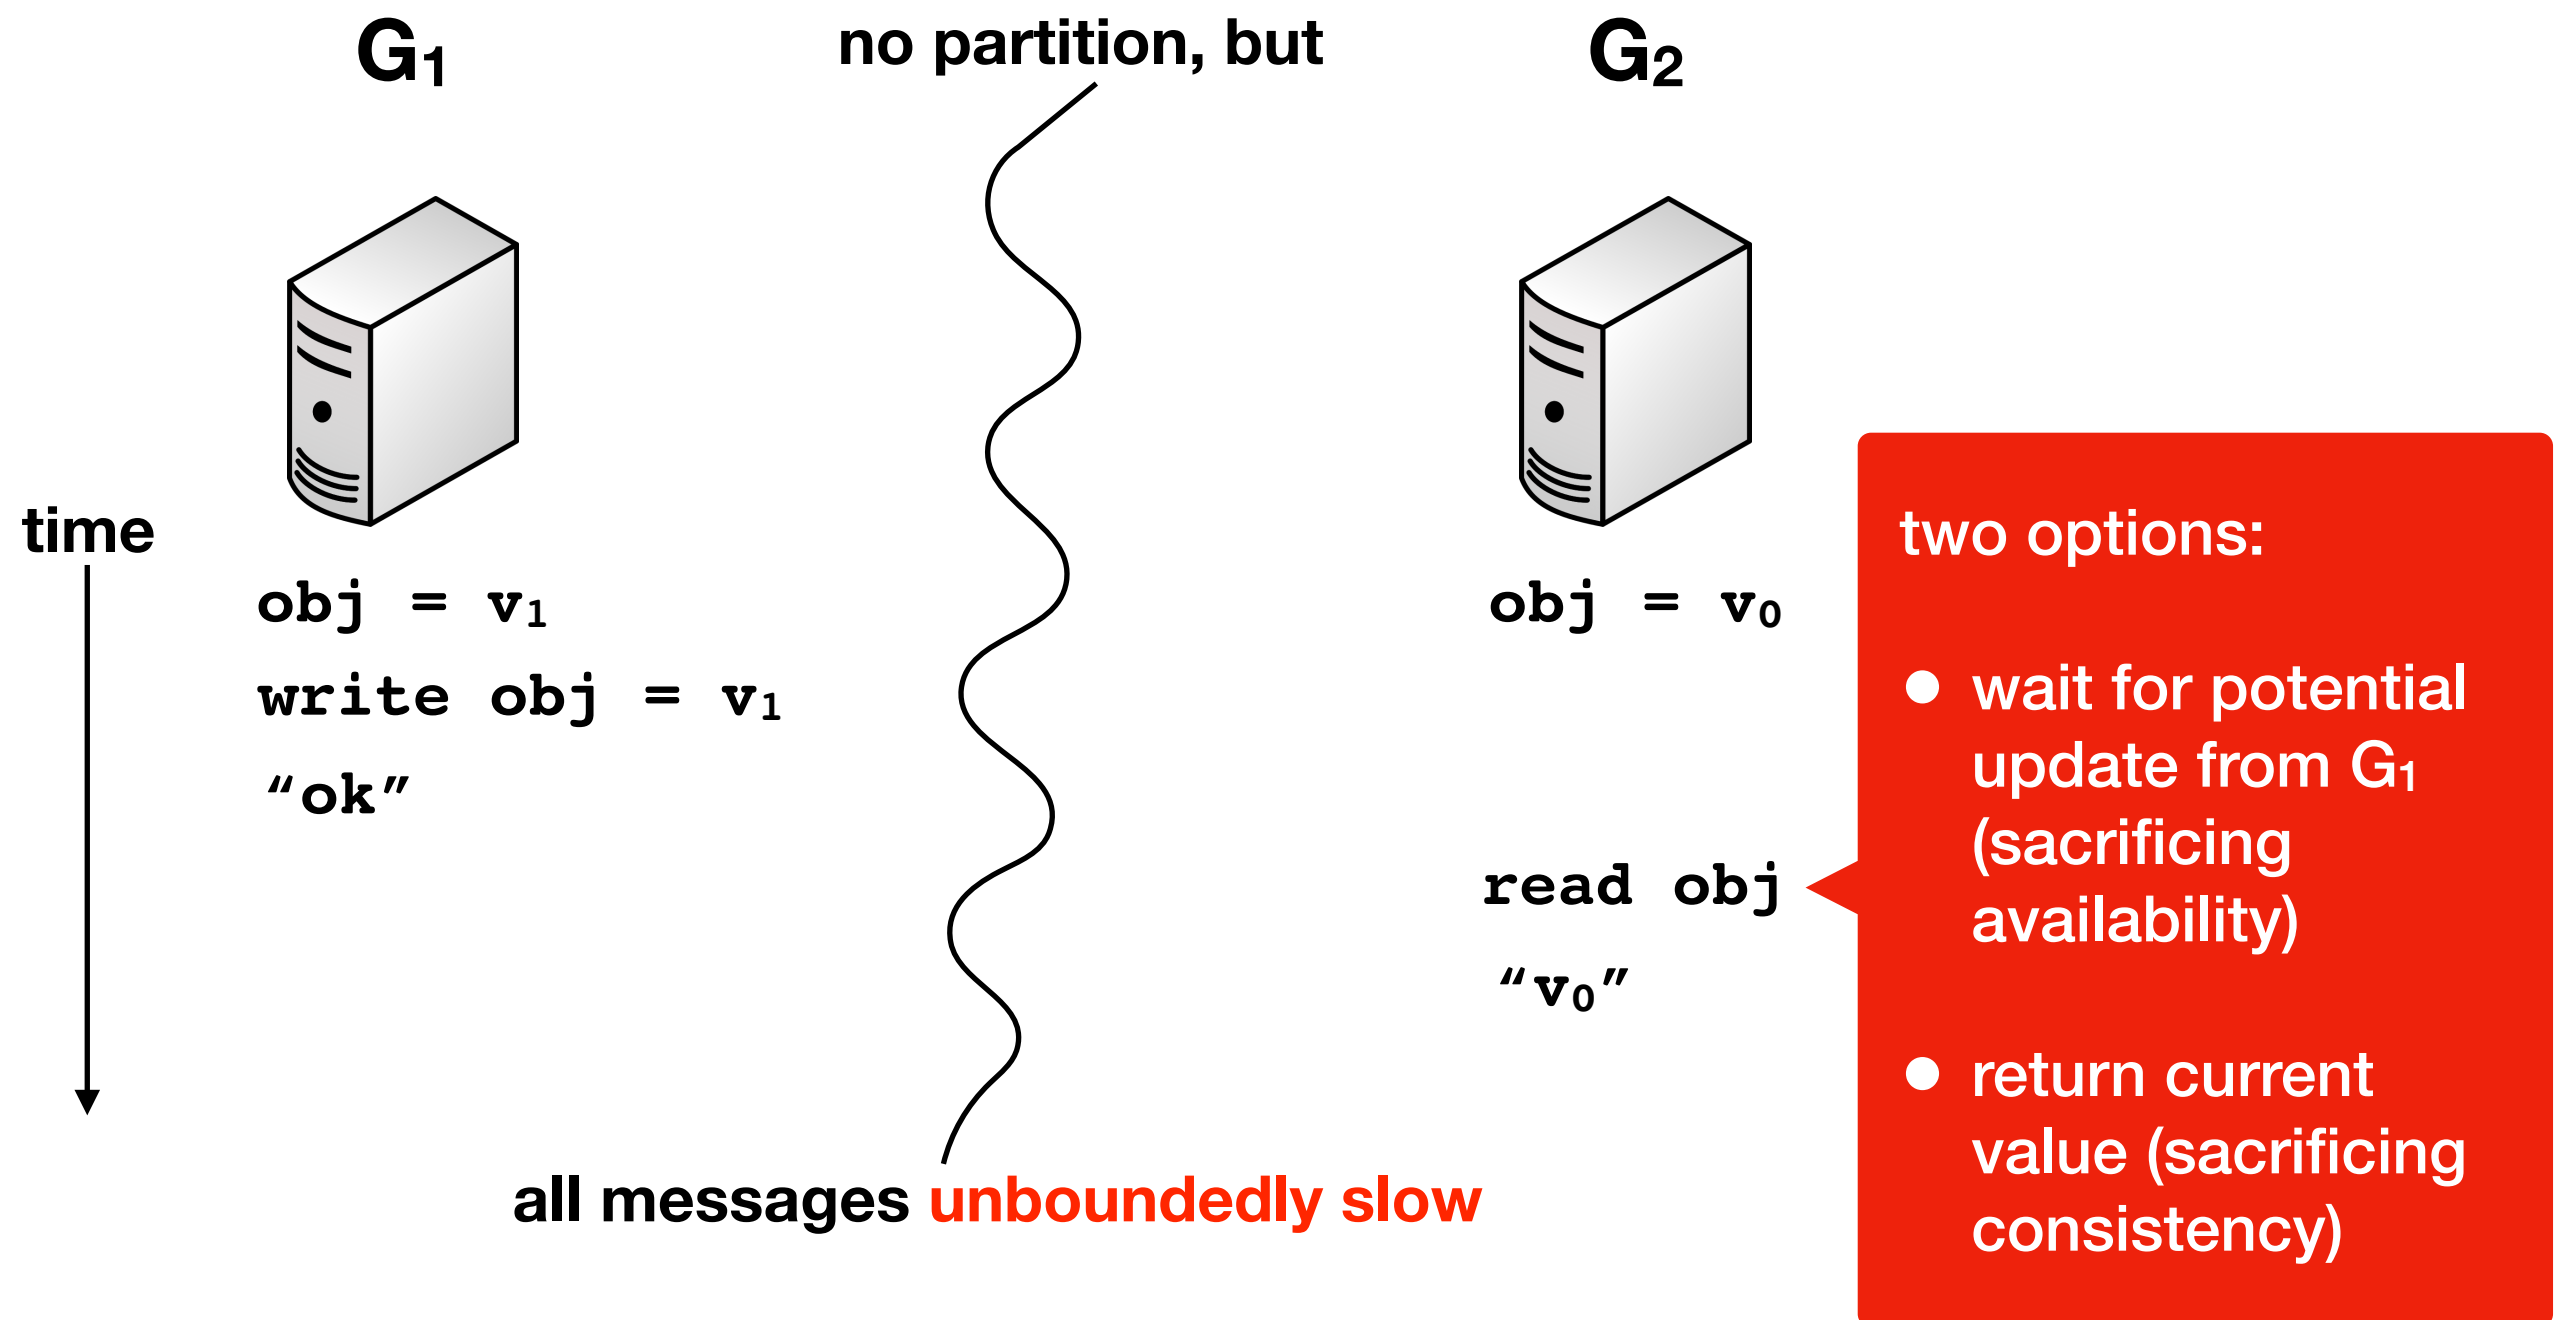 G₁
no partition, but
G₂
time
obj = v₁
write obj = v₁
“ok”
obj = v₀
read obj
“v₀”
two options:
● wait for potential
update from G₁
(sacrificing
availability)
● return current
value (sacrificing
consistency)
all messages unboundedly slow